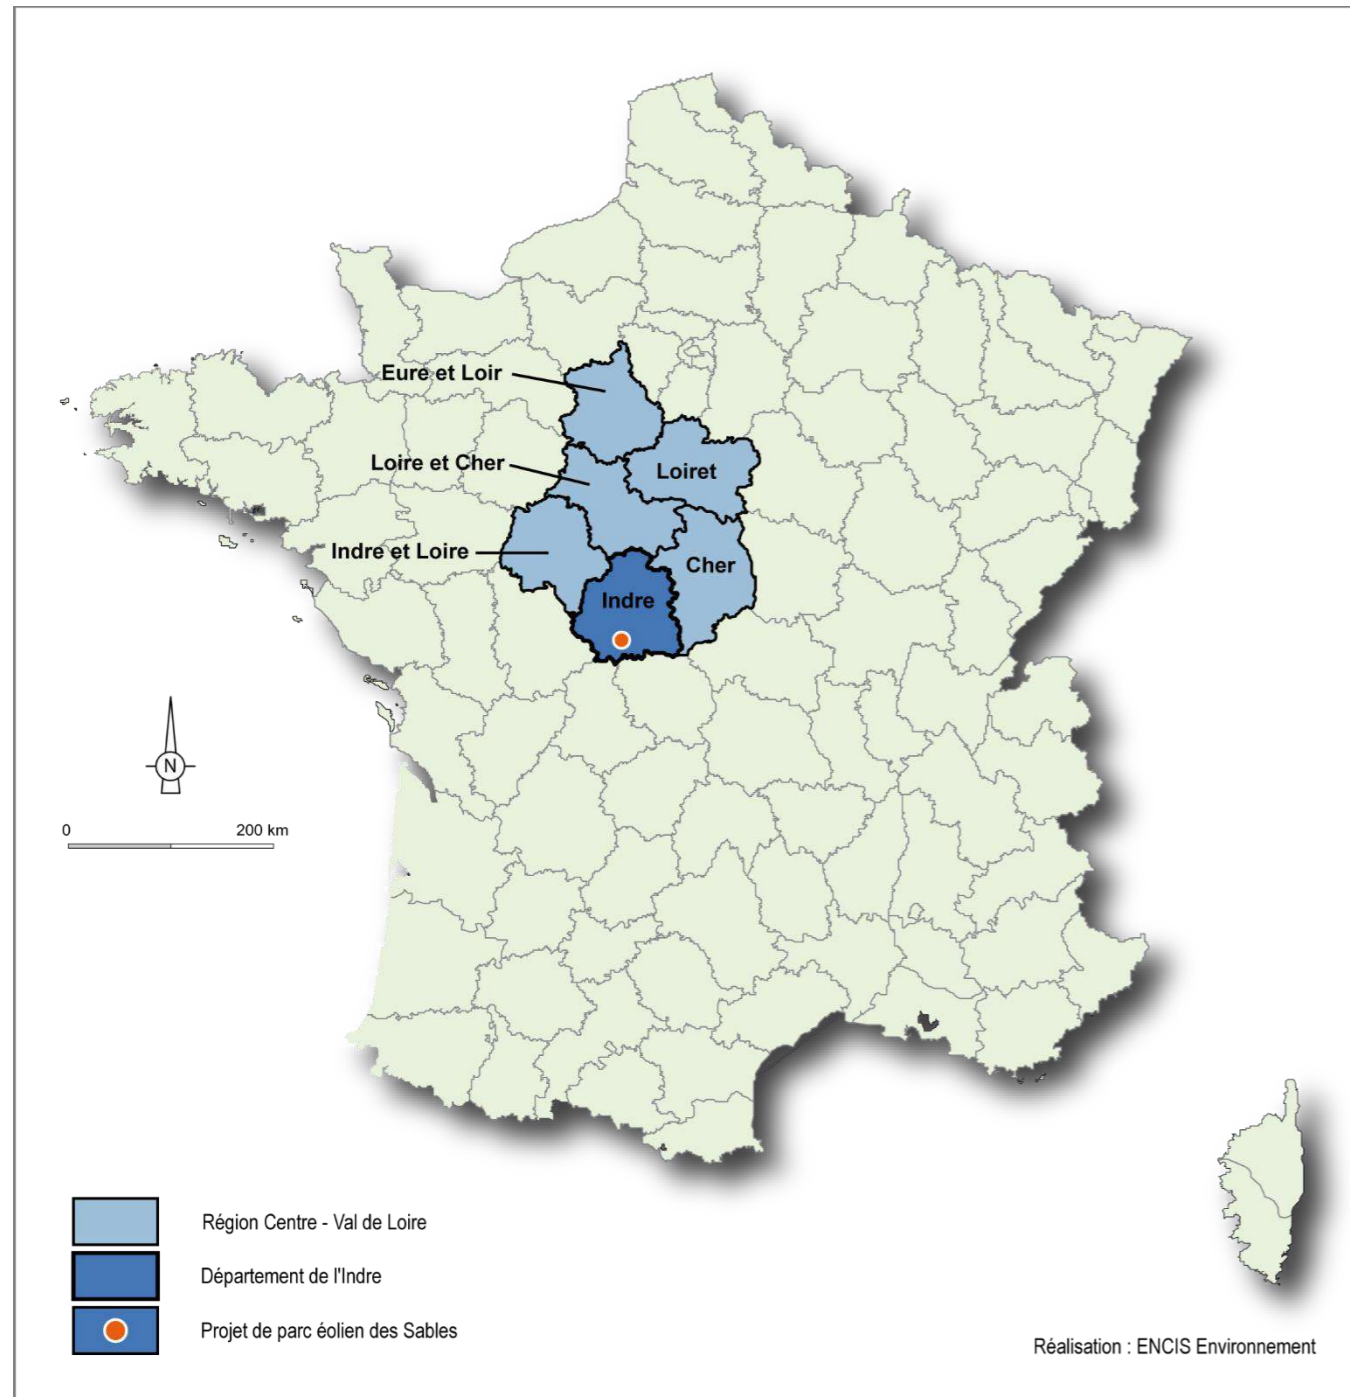 Eure et Loir
Loire et Cher
Loiret
Indre et Loire
Cher
Indre
N
0 200 km
Région Centre - Val de Loire
Département de l'Indre
Projet de parc éolien des Sables
Réalisation : ENCIS Environnement